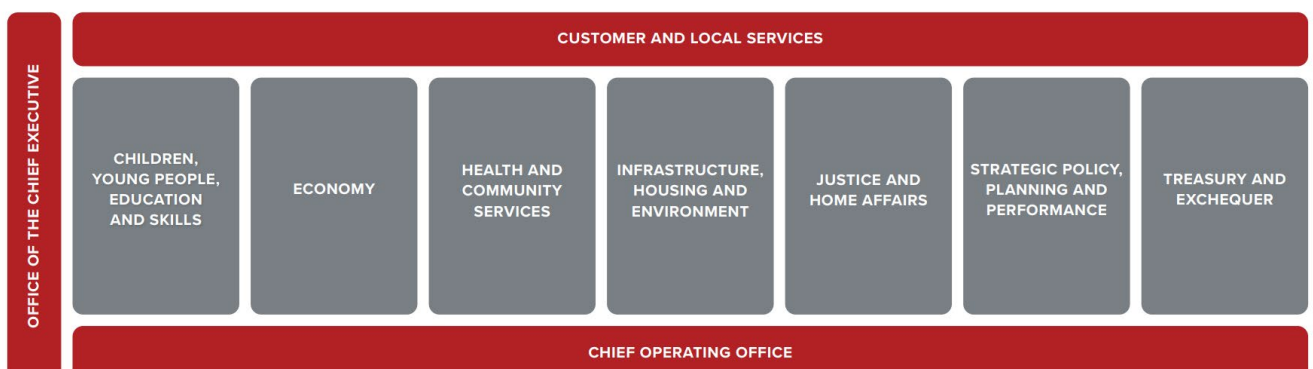 OFFICE OF THE CHIEF EXECUTIVE
CUSTOMER AND LOCAL SERVICES
CHILDREN,
YOUNG PEOPLE,
EDUCATION
AND SKILLS
ECONOMY
HEALTH AND
COMMUNITY
SERVICES
INFRASTRUCTURE,
HOUSING AND
ENVIRONMENT
JUSTICE AND
HOME AFFAIRS
STRATEGIC POLICY,
PLANNING AND
PERFORMANCE
TREASURY AND
EXCHEQUER
CHIEF OPERATING OFFICE